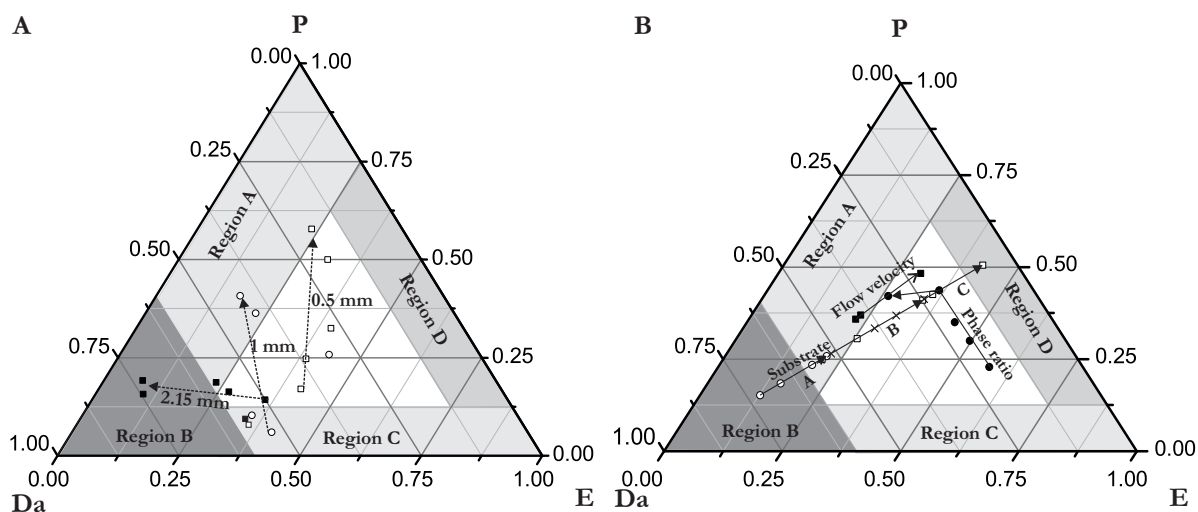 A
P
0.00 1.00
0.25 0.75
Region A
0.50 0.50
0.5 mm
Region D
1 mm
0.75 0.25
2.15 mm
Region B Region C
1.00 0.00
0.00 0.25 0.50 0.75 1.00
Da E
B
P
0.00 1.00
0.25 0.75
Region A
0.50 0.50
Flow velocity
C
Region D
B
Phase ratio
0.75 0.25
Substrate
A
Region B Region C
1.00 0.00
0.00 0.25 0.50 0.75 1.00
Da E